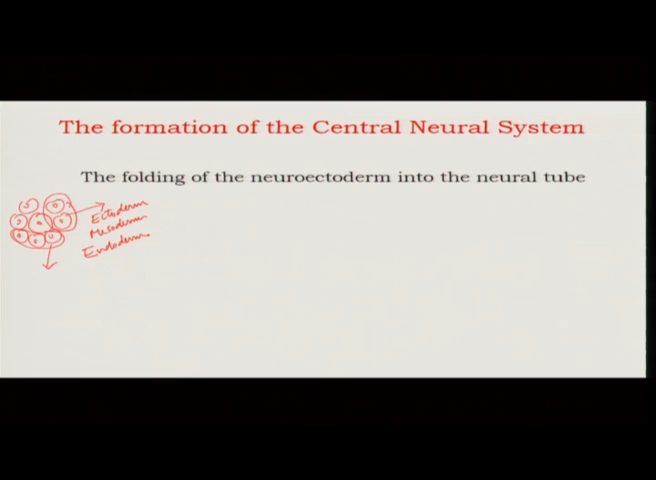 The formation of the Central Neural System
The folding of the neuroectoderm into the neural tube
Ectoderm
Mesoderm
Endoderm